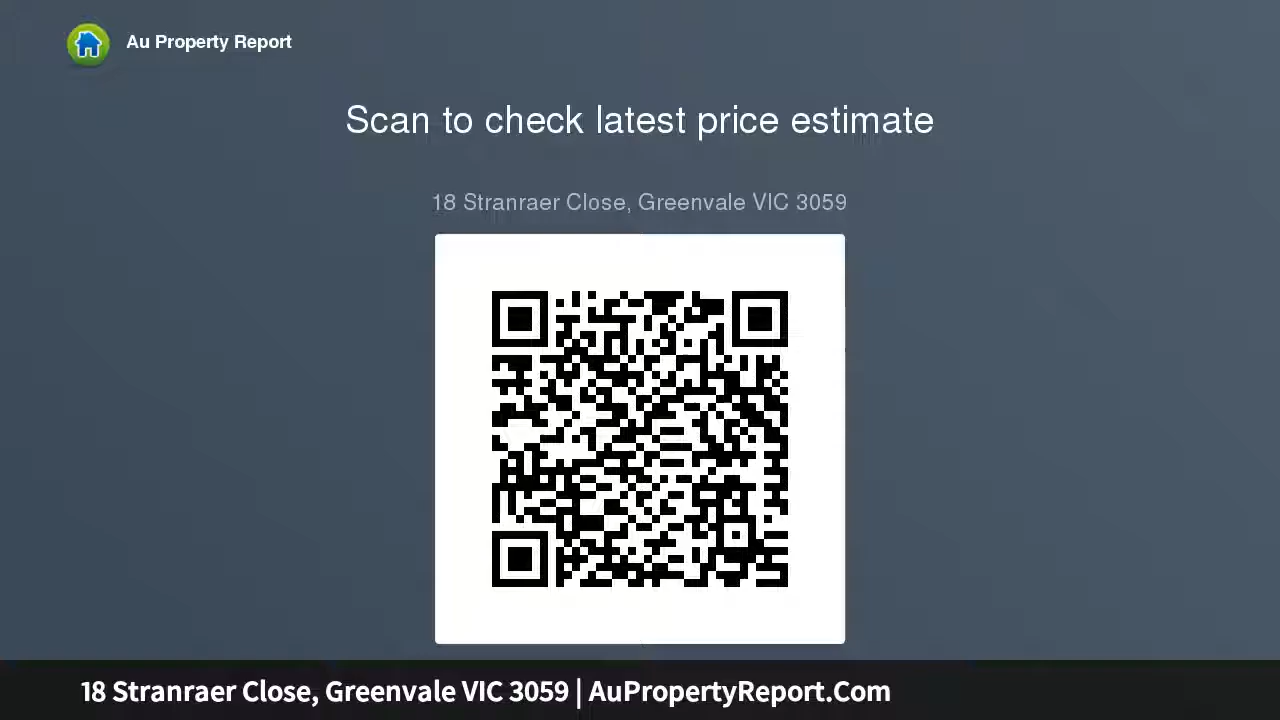 Au Property Report
Scan to check latest price estimate
18 Stranraer Close, Greenvale VIC 3059
18 Stranraer Close, Greenvale VIC 3059 | AuPropertyReport.Com